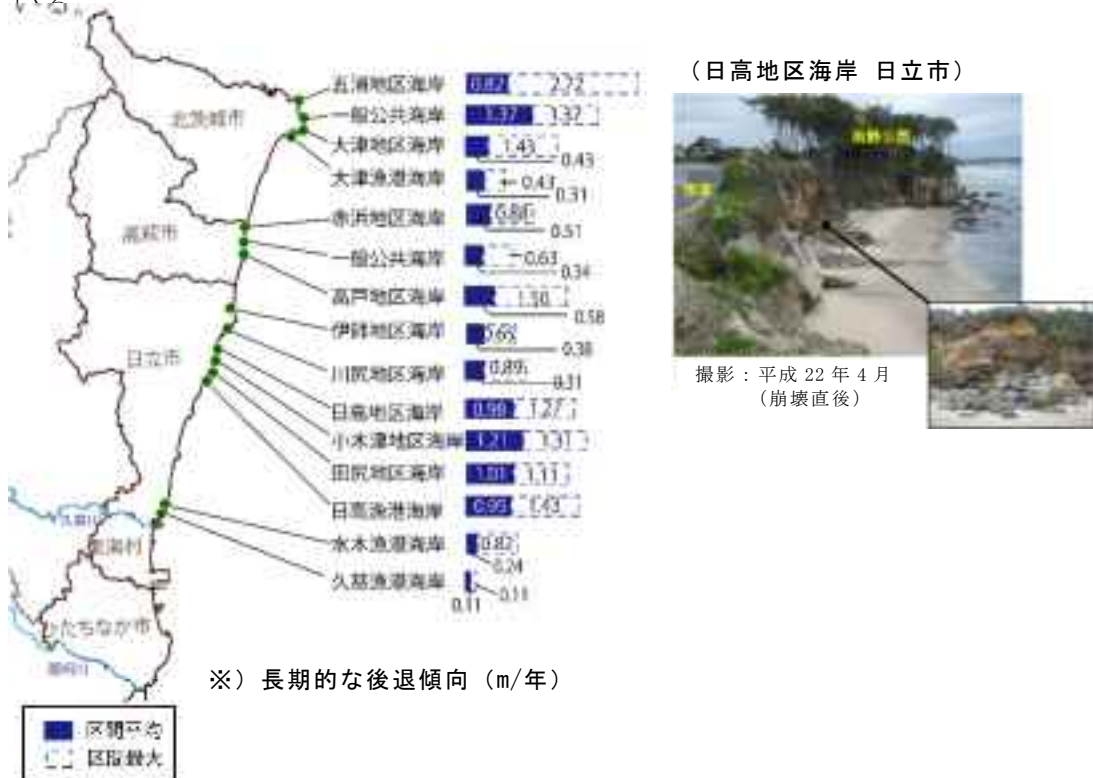 北茨城市
高萩市
日立市
久慈川
東海村
ひたちなか市
那珂川
五浦地区海岸 0.82 2.72
一般公共海岸 1.37 1.37
大津地区海岸 1.43 0.43
大津漁港海岸 0.43 0.31
赤浜地区海岸 0.51
一般公共海岸 0.63 0.34
高戸地区海岸 1.50 0.58
伊師地区海岸 0.38
川尻地区海岸 0.89
日高地区海岸 0.99 1.27
小木津地区海岸 1.21 1.31
田尻地区海岸 1.11
日高漁港海岸 0.95 1.43
水木漁港海岸 0.82 0.24
久慈漁港海岸 0.11 0.11
※）長期的な後退傾向（m/年）
区間平均
区間最大
（日高地区海岸 日立市）
撮影：平成 22 年 4 月
（崩壊直後）